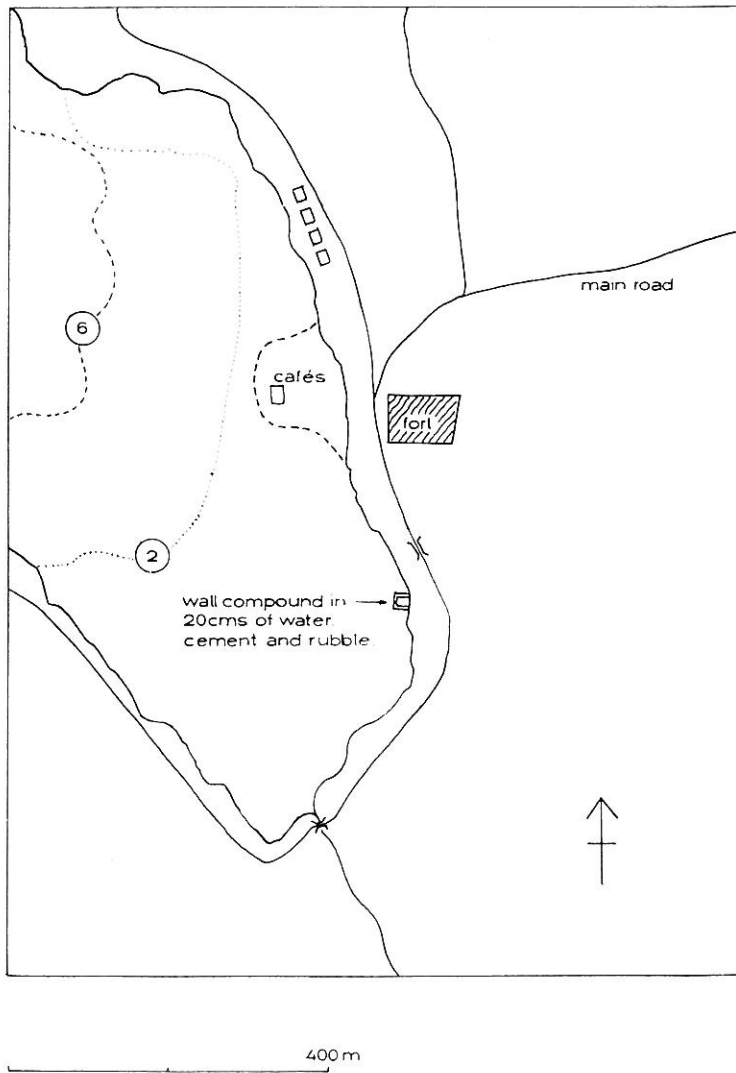 main road
6
cafés
fort
2
wall compound in
20cms of water.
cement and rubble.
400 m